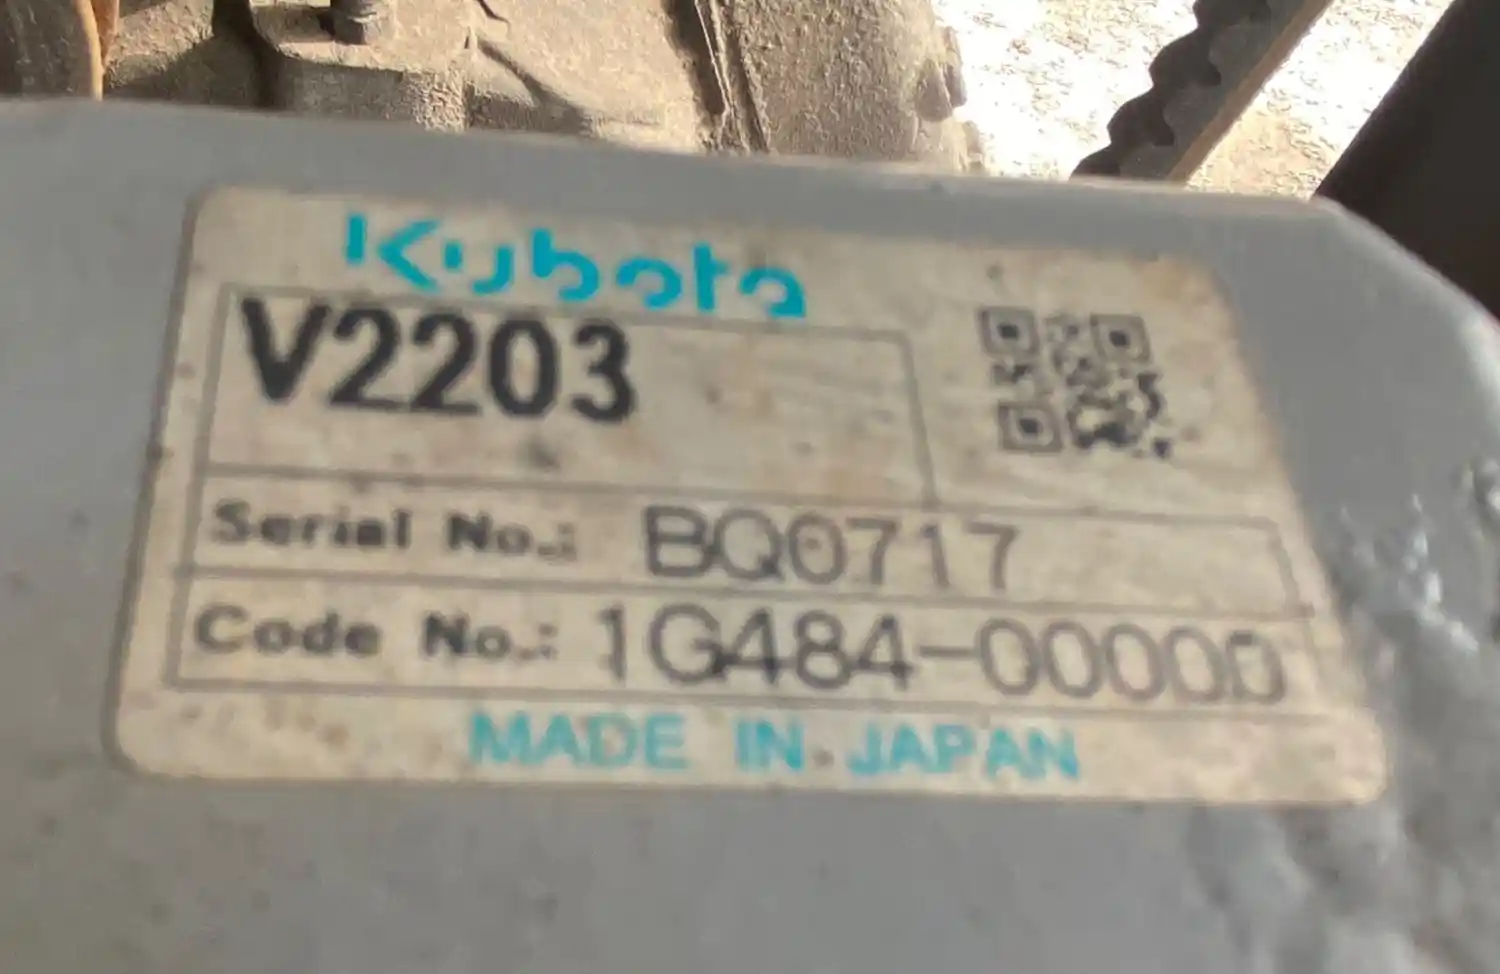 Kubota
V2203
Serial No.: BQ0717
Code No.: 1G484-00000
MADE IN JAPAN